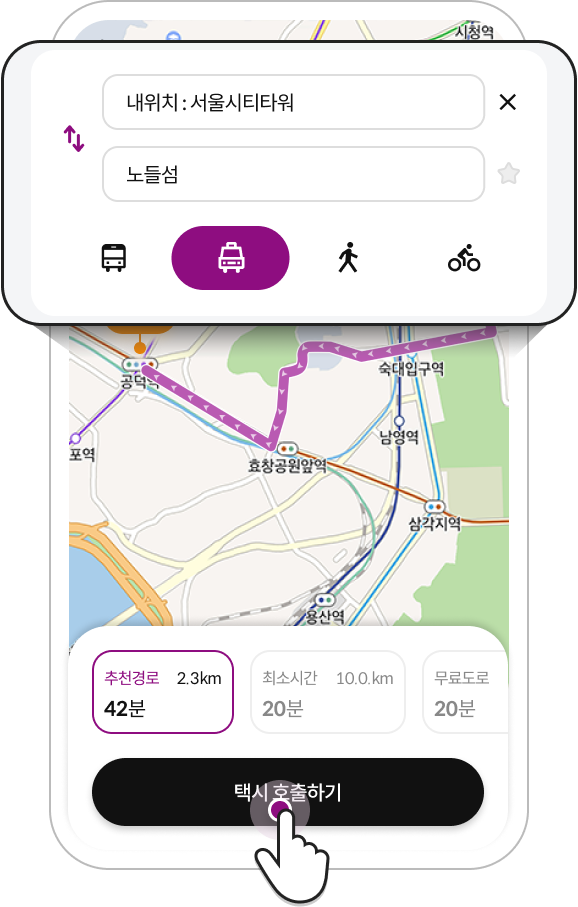 시청역
내위치 : 서울시티타워
노들섬
공덕역
숙대입구역
남영역
포역
효창공원앞역
삼각지역
용산역
추천경로 2.3km
42분
최소시간 10.0.km
20분
무료도로
20분
택시 호출하기